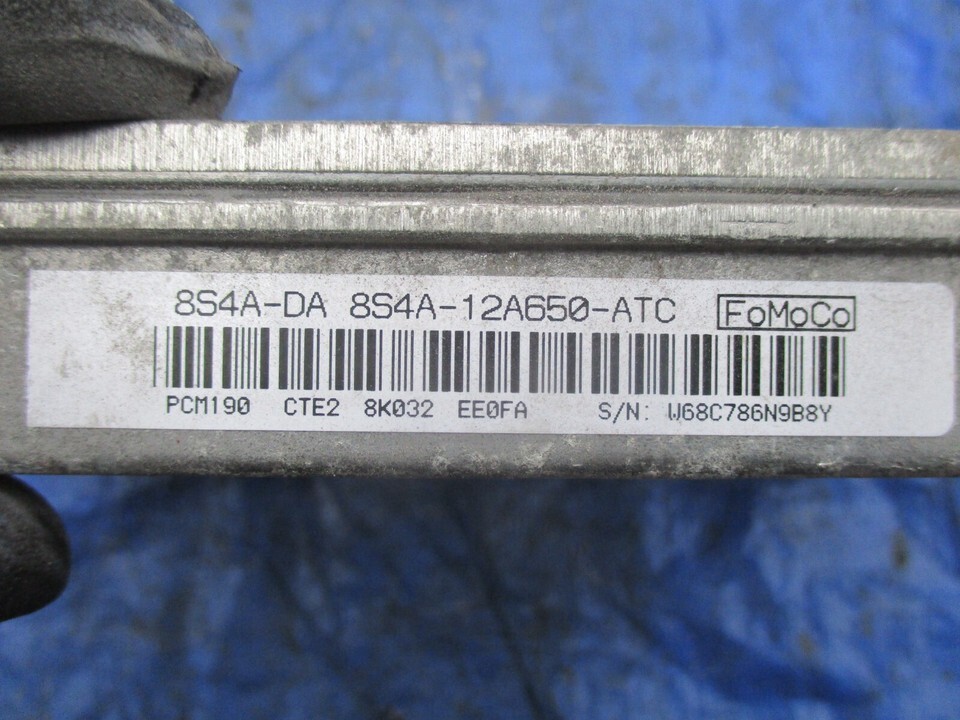 8S4A-DA 8S4A-12A650-ATC FoMoCo
PCM190 CTE2 8K032 EE0FA S/N: W68C786N9B8Y